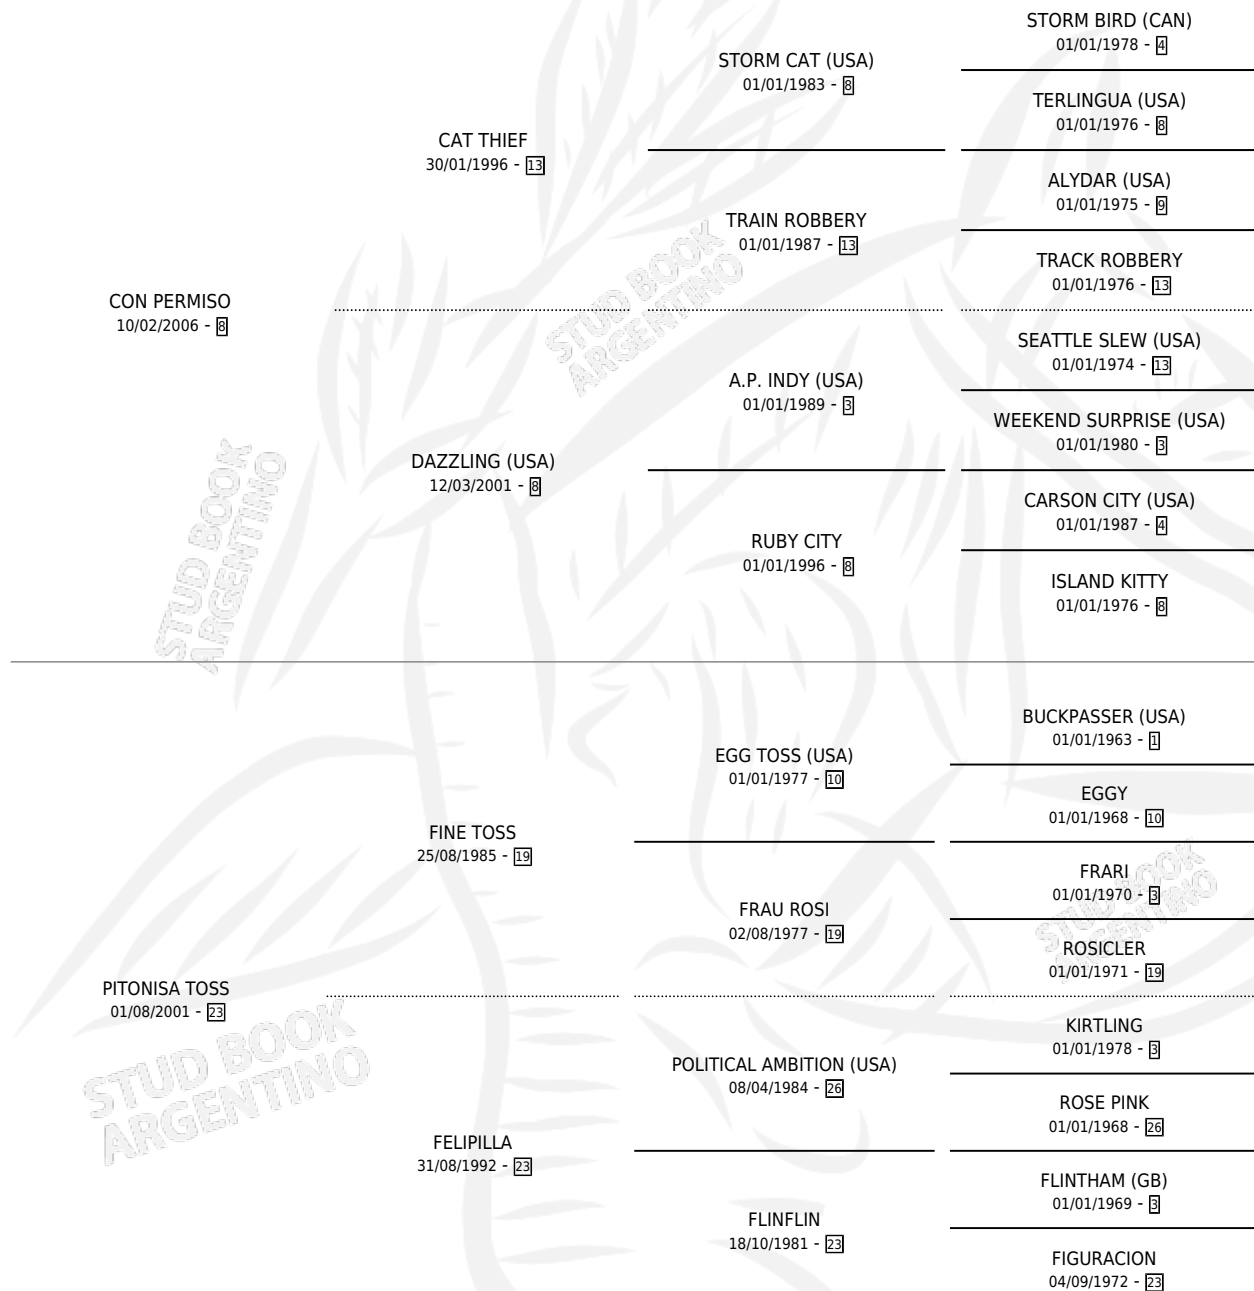 STORM BIRD (CAN)
01/01/1978 - 4
STORM CAT (USA)
01/01/1983 - 8
TERLINGUA (USA)
01/01/1976 - 8
CAT THIEF
30/01/1996 - 13
ALYDAR (USA)
01/01/1975 - 9
TRAIN ROBBERY
01/01/1987 - 13
TRACK ROBBERY
01/01/1976 - 13
CON PERMISO
10/02/2006 - 8
SEATTLE SLEW (USA)
01/01/1974 - 13
A.P. INDY (USA)
01/01/1989 - 3
WEEKEND SURPRISE (USA)
01/01/1980 - 3
DAZZLING (USA)
12/03/2001 - 8
CARSON CITY (USA)
01/01/1987 - 4
RUBY CITY
01/01/1996 - 8
ISLAND KITTY
01/01/1976 - 8
BUCKPASSER (USA)
01/01/1963 - 1
EGG TOSS (USA)
01/01/1977 - 10
EGGY
01/01/1968 - 10
FINE TOSS
25/08/1985 - 19
FRARI
01/01/1970 - 3
FRAU ROSI
02/08/1977 - 19
ROSICLER
01/01/1971 - 19
PITONISA TOSS
01/08/2001 - 23
KIRTLING
01/01/1978 - 3
POLITICAL AMBITION (USA)
08/04/1984 - 26
ROSE PINK
01/01/1968 - 26
FELIPILLA
31/08/1992 - 23
FLINTHAM (GB)
01/01/1969 - 3
FLINFLIN
18/10/1981 - 23
FIGURACION
04/09/1972 - 23
STUD BOOK
ARGENTINO
STUD BOOK
ARGENTINO
STUD BOOK
ARGENTINO
STUD BOOK
ARGENTINO